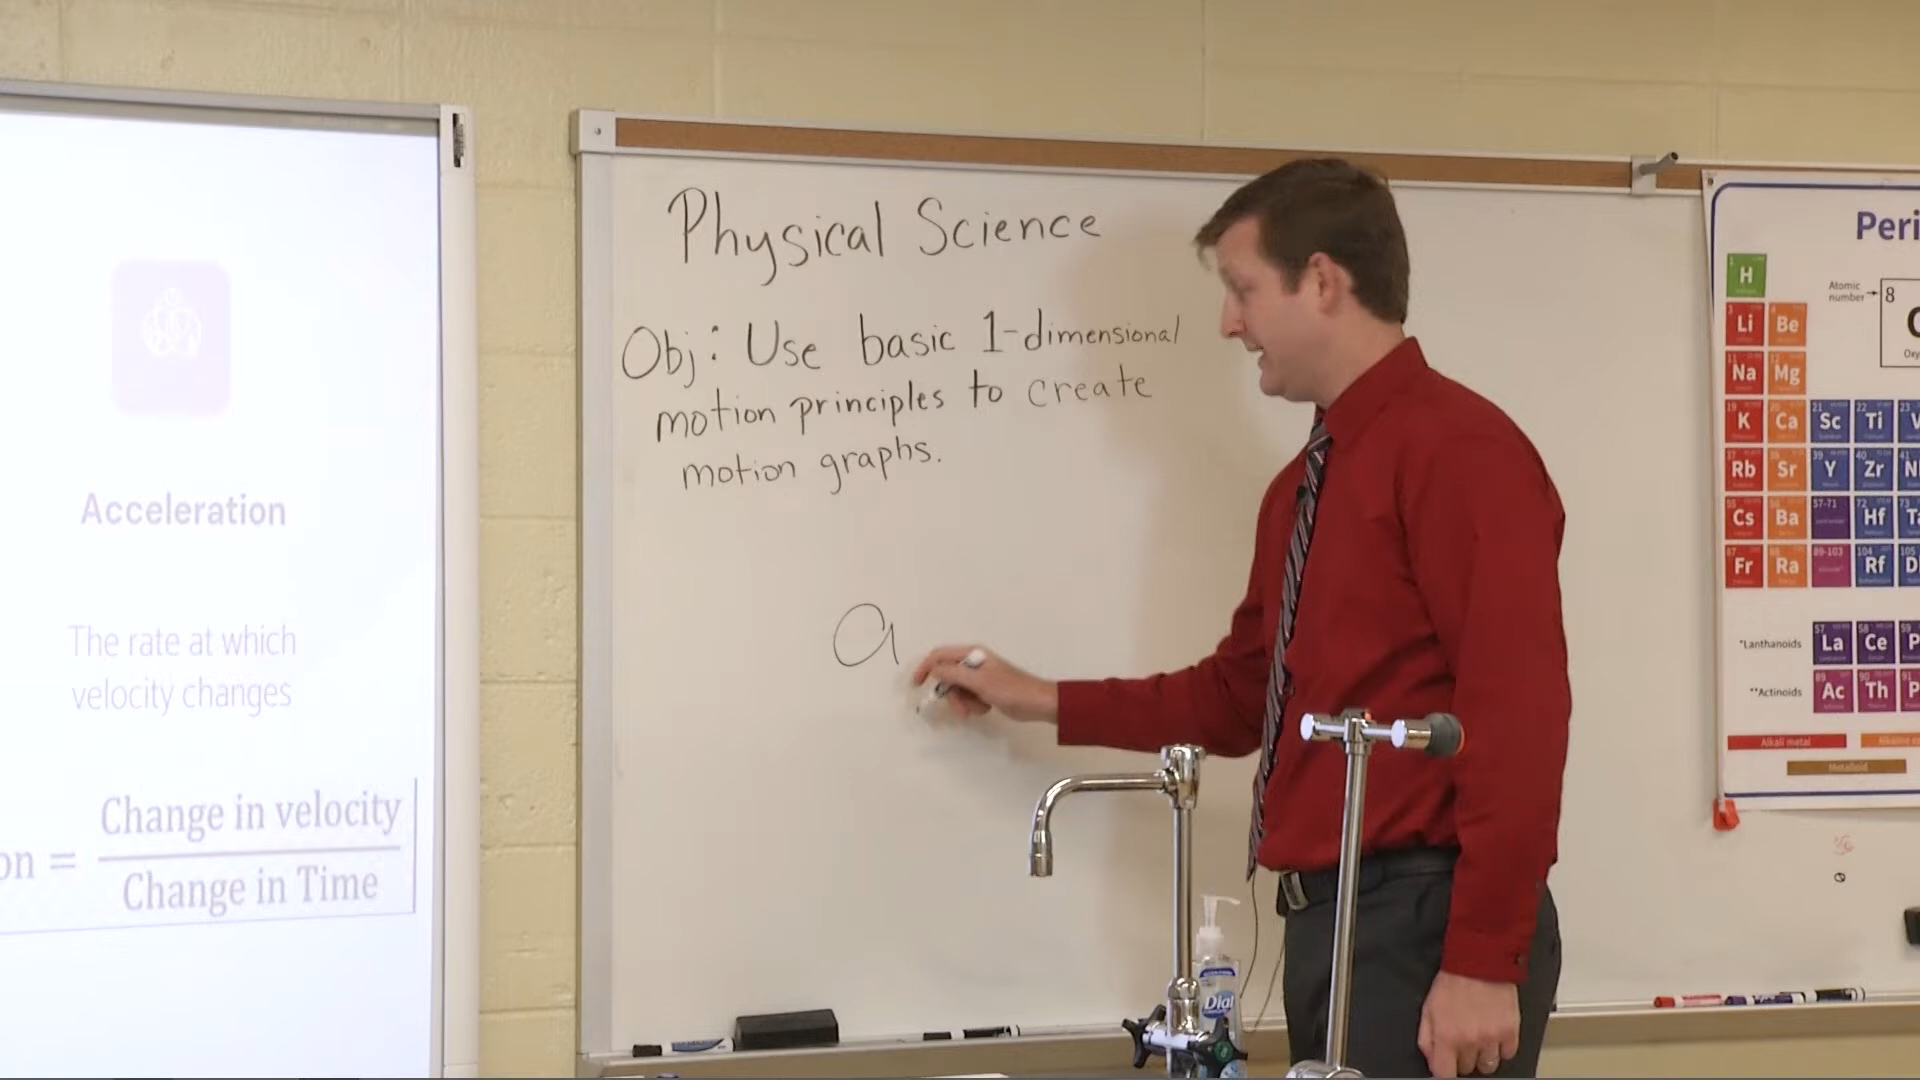 Acceleration
The rate at which
velocity changes
on = Change in velocity
Change in Time
Physical Science
Obj: Use basic 1-dimensional
motion principles to create
motion graphs.
a
Peri
H
Atomic
number
8
Li Be
Na Mg
K Ca Sc Ti V
Rb Sr Y Zr N
Cs Ba 57-71 Hf Ta
Fr Ra 89-103 Rf D
*Lanthanoids La Ce P
**Actinoids Ac Th P
Alkali metal
Metalloid
Dial